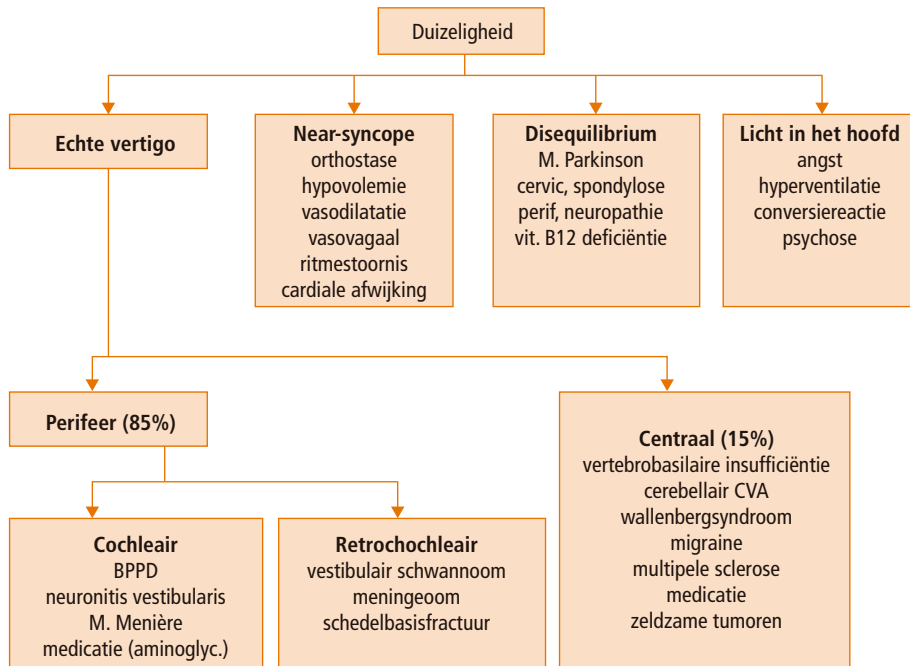 Duizeligheid
Echte vertigo
Near-syncope
orthostase
hypovolemie
vasodilatatie
vasovagaal
ritmestoornis
cardiale afwijking
Disequilibrium
M. Parkinson
cervic, spondylose
perif, neuropathie
vit. B12 deficiëntie
Licht in het hoofd
angst
hyperventilatie
conversiereactie
psychose
Perifeer (85%)
Centraal (15%)
vertebrobasilaire insufficiëntie
cerebellair CVA
wallenbergsyndroom
migraine
multipele sclerose
medicatie
zeldzame tumoren
Cochleair
BPPD
neuronitis vestibularis
M. Menière
medicatie (aminoglyc.)
Retrochochleair
vestibulair schwannoom
meningeoom
schedelbasisfractuur